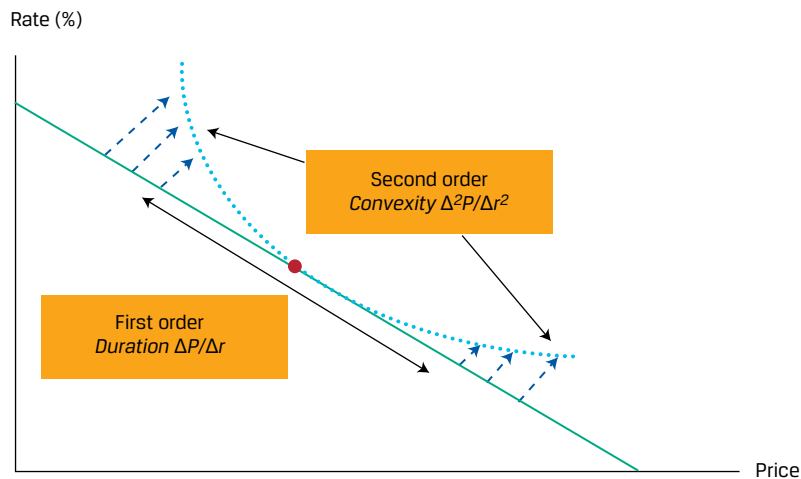 Rate (%)
Second order
Convexity Δ²P/Δr²
First order
Duration ΔP/Δr
Price